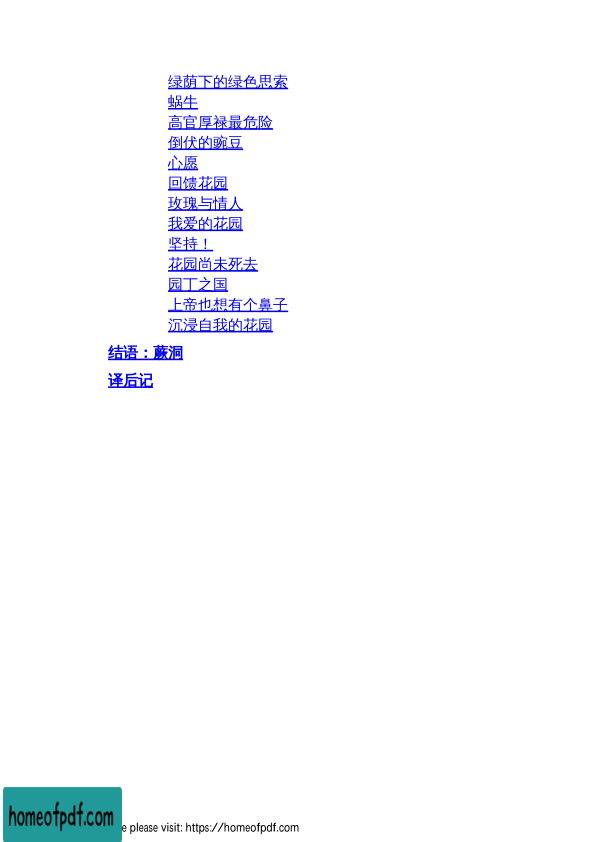 绿荫下的绿色思索
蜗牛
高官厚禄最危险
倒伏的豌豆
心愿
回馈花园
玫瑰与情人
我爱的花园
坚持！
花园尚未死去
园丁之国
上帝也想有个鼻子
沉浸自我的花园
结语：蕨洞
译后记
homeofpdf.com
e please visit: https://homeofpdf.com